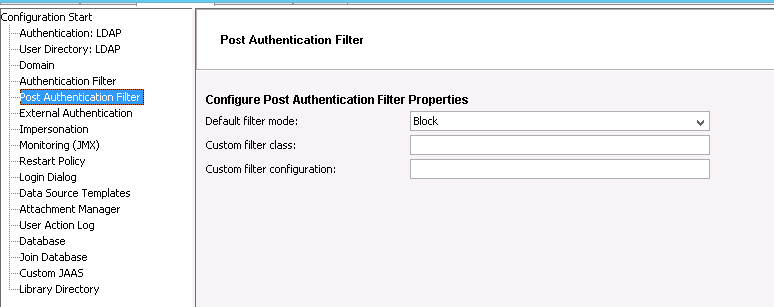 Configuration Start
Authentication: LDAP
User Directory: LDAP
Domain
Authentication Filter
Post Authentication Filter
External Authentication
Impersonation
Monitoring (JMX)
Restart Policy
Login Dialog
Data Source Templates
Attachment Manager
User Action Log
Database
Join Database
Custom JAAS
Library Directory
Post Authentication Filter
Configure Post Authentication Filter Properties
Default filter mode: Block
Custom filter class:
Custom filter configuration: